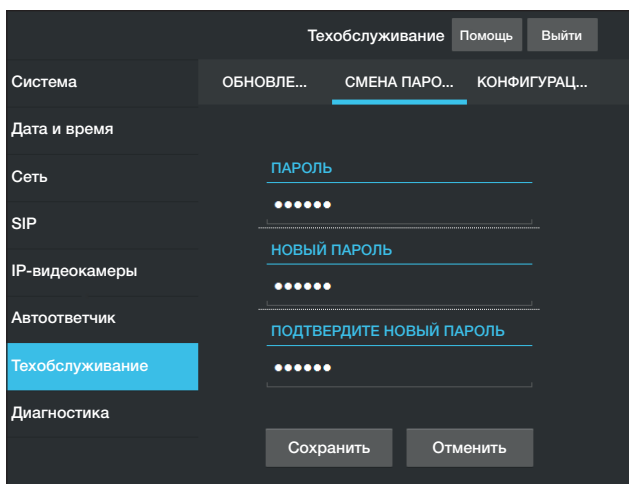 Техобслуживание Помощь Выйти
Система
ОБНОВЛЕ... СМЕНА ПАРО... КОНФИГУРАЦ...
Дата и время
Сеть
SIP
IP-видеокамеры
Автоответчик
Техобслуживание
Диагностика
ПАРОЛЬ
••••••
НОВЫЙ ПАРОЛЬ
••••••
ПОДТВЕРДИТЕ НОВЫЙ ПАРОЛЬ
••••••
Сохранить Отменить